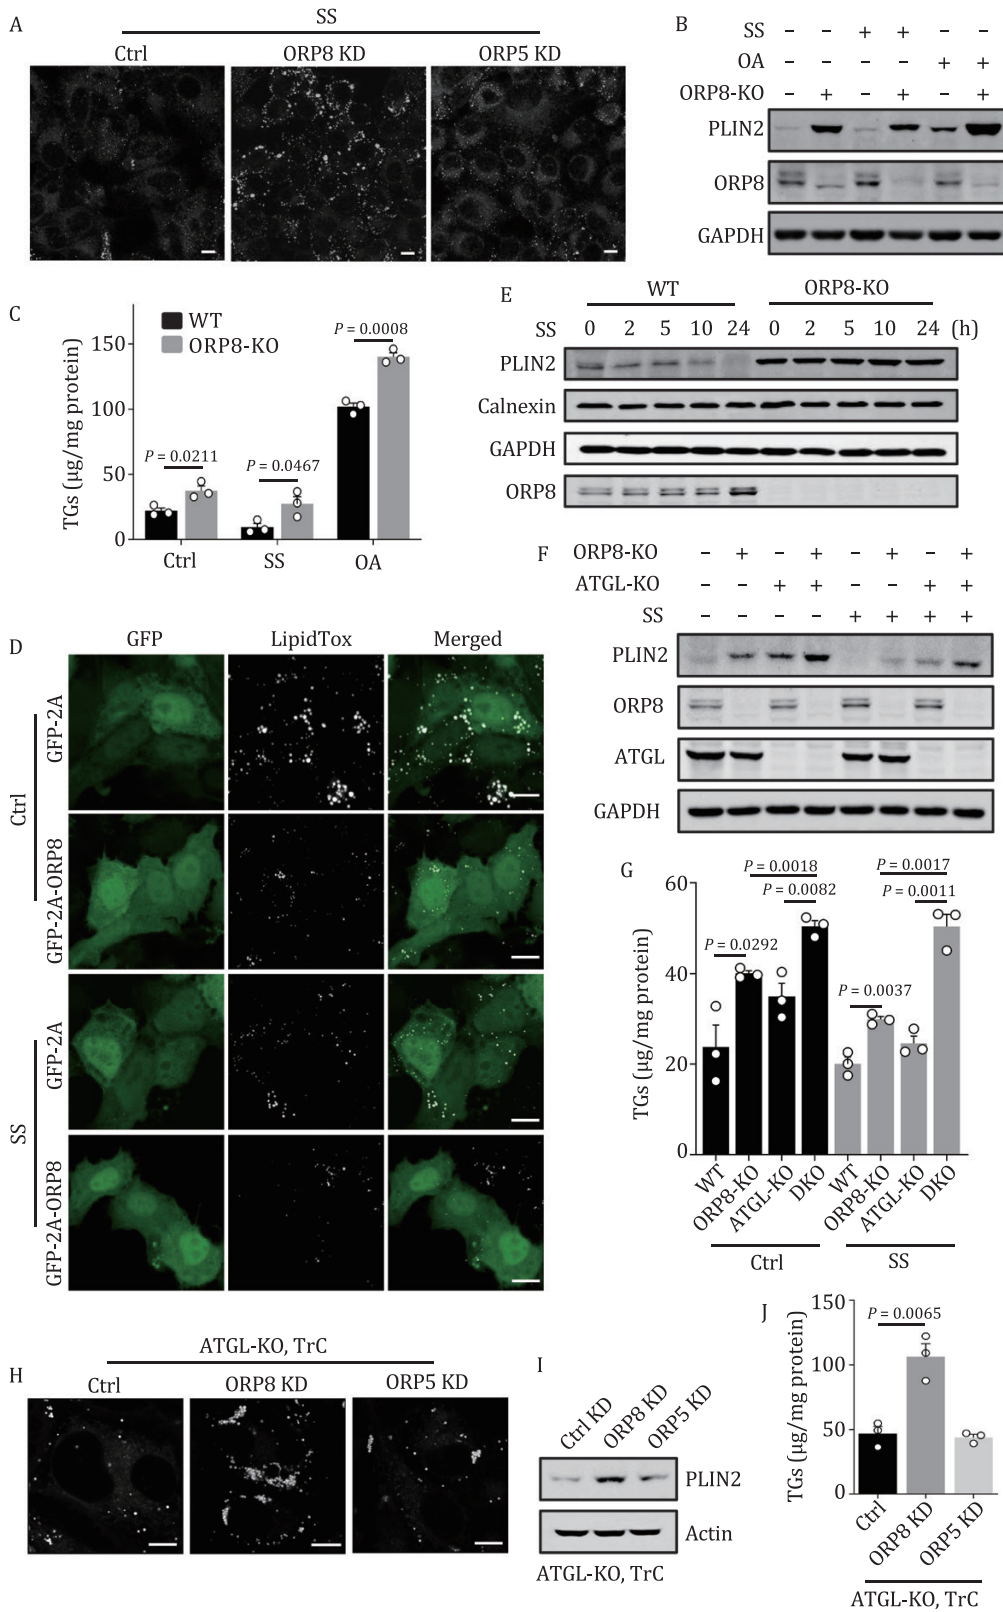 A
SS
Ctrl ORP8 KD ORP5 KD
B
SS – – + + – –
OA – – – – + +
ORP8-KO – + – + – +
PLIN2
ORP8
GAPDH
C
WT
ORP8-KO
TGs (μg/mg protein)
150
100
50
0
P = 0.0211
P = 0.0467
P = 0.0008
Ctrl SS OA
E
WT ORP8-KO
SS 0 2 5 10 24 0 2 5 10 24 (h)
PLIN2
Calnexin
GAPDH
ORP8
D
GFP LipidTox Merged
Ctrl
GFP-2A
GFP-2A-ORP8
SS
GFP-2A
GFP-2A-ORP8
F
ORP8-KO – + – + – + – +
ATGL-KO – – + + – – + +
SS – – – – + + + +
PLIN2
ORP8
ATGL
GAPDH
G
TGs (μg/mg protein)
60
40
20
0
P = 0.0018
P = 0.0082
P = 0.0292
P = 0.0017
P = 0.0011
P = 0.0037
WT ORP8-KO ATGL-KO DKO WT ORP8-KO ATGL-KO DKO
Ctrl SS
H
ATGL-KO, TrC
Ctrl ORP8 KD ORP5 KD
I
Ctrl KD ORP8 KD ORP5 KD
PLIN2
Actin
ATGL-KO, TrC
J
TGs (μg/mg protein)
150
100
50
0
P = 0.0065
Ctrl ORP8 KD ORP5 KD
ATGL-KO, TrC